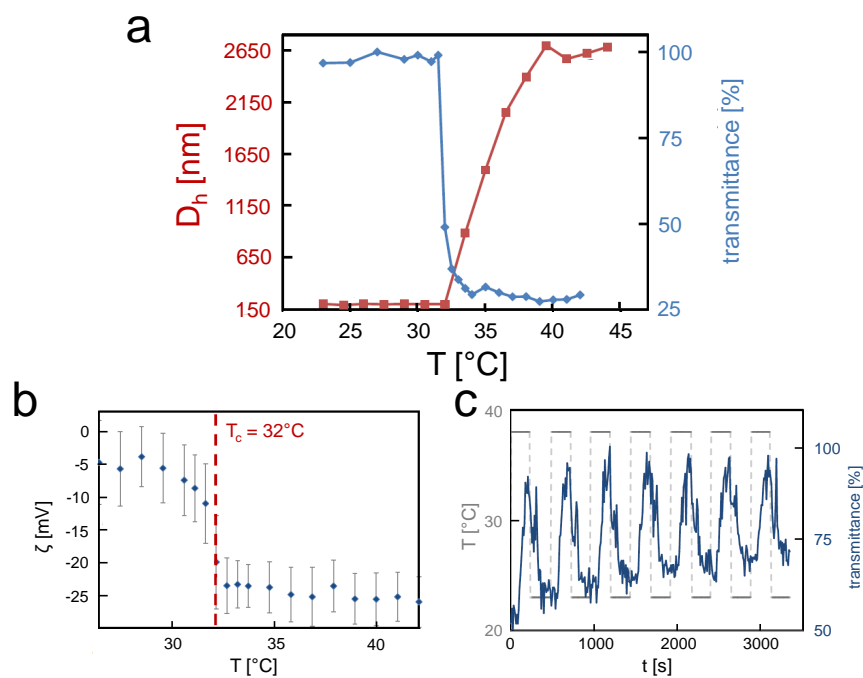 a
2650
2150
1650
1150
650
150
D_h [nm]
100
75
50
25
transmittance [%]
20 25 30 35 40 45
T [°C]
b
0
-5
-10
-15
-20
-25
ζ [mV]
T_c = 32°C
30 35 40
T [°C]
c
40
30
20
T [°C]
100
75
50
transmittance [%]
0 1000 2000 3000
t [s]